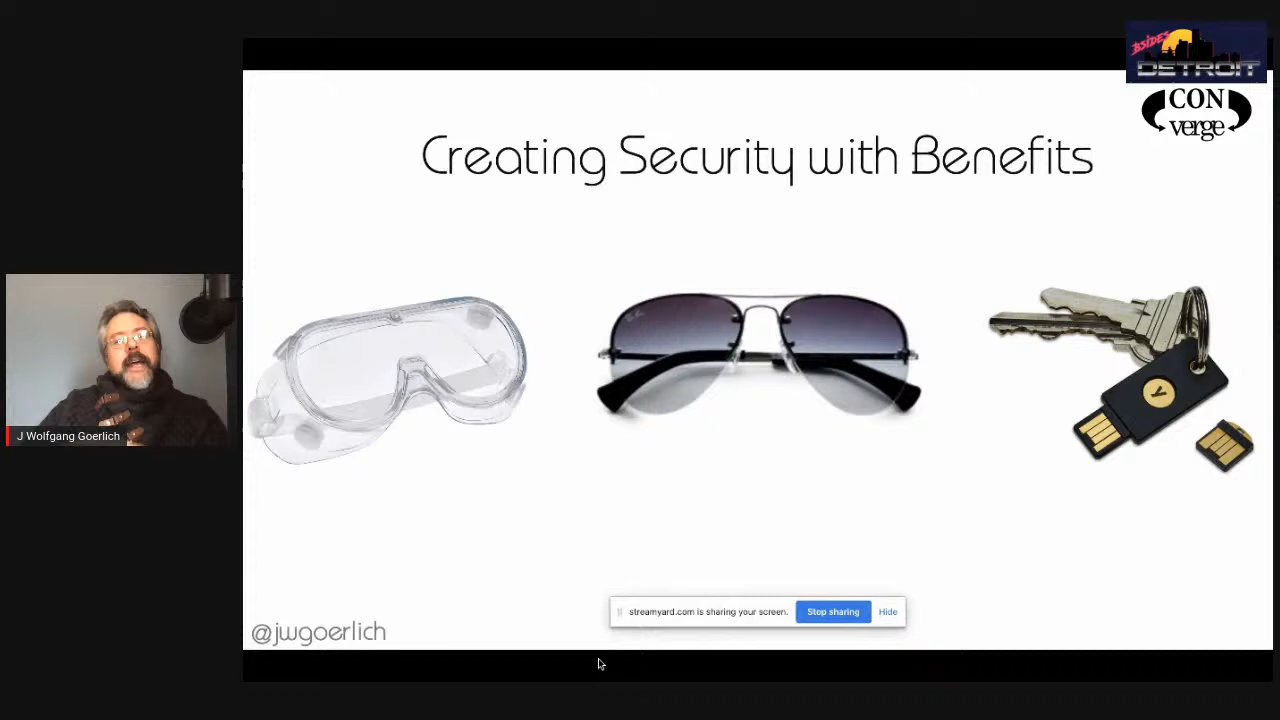 BSIDES
DETROIT
CON
verge
Creating Security with Benefits
y
J Wolfgang Goerlich
streamyard.com is sharing your screen.
Stop sharing
Hide
@jwgoerlich